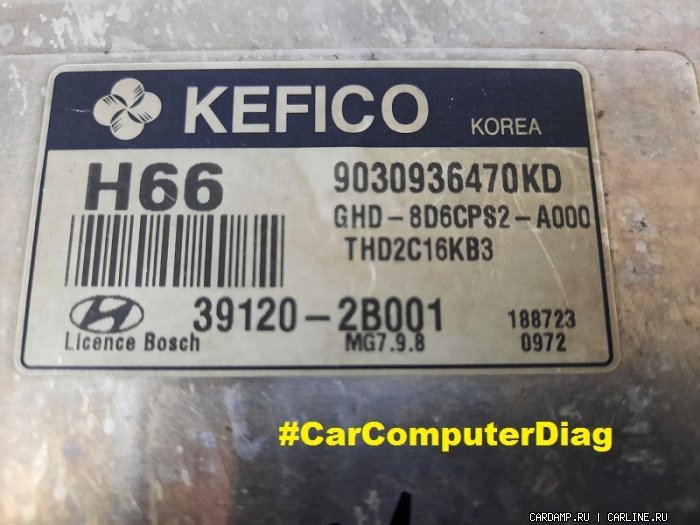 KEFICO KOREA
H66 9030936470KD
GHD-8D6CPS2-A000
THD2C16KB3
39120-2B001 188723
Licence Bosch MG7.9.8 0972
#CarComputerDiag
CARDAMP.RU | CARLINE.RU